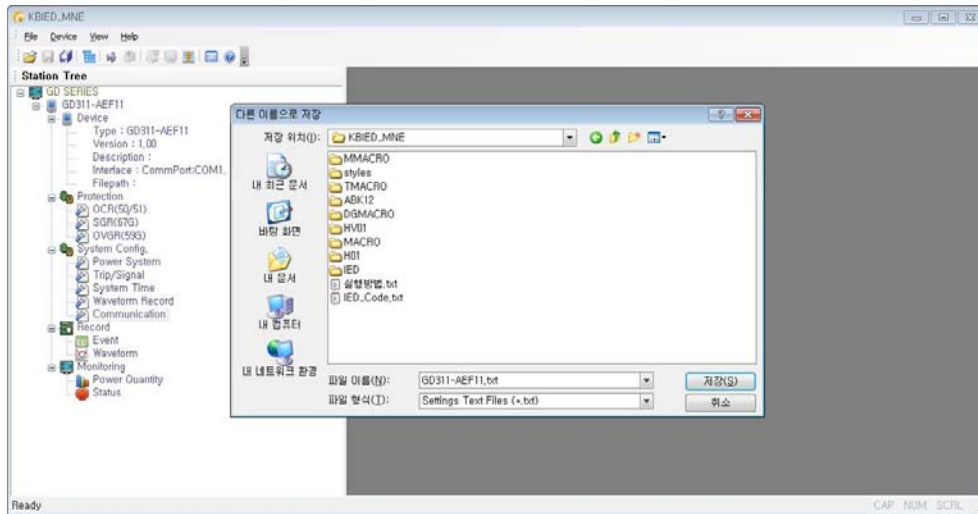 KBIED_MNE
File Device View Help
Station Tree
GD SERIES
GD311-AEF11
Device
Type : GD311-AEF11
Version : 1,00
Description :
Interface : CommPort:COM1,
Filepath :
Protection
OCR(50/51)
SGR(67G)
OVGR(59G)
System Config,
Power System
Trip/Signal
System Time
Waveform Record
Communication
Record
Event
Waveform
Monitoring
Power Quantity
Status
다른 이름으로 저장
저장 위치(I):
KBIED_MNE
내 최근 문서
바탕 화면
내 문서
내 컴퓨터
내 네트워크 환경
MMACRO
styles
TMACRO
ABK12
DGMACRO
HV01
MACRO
H01
IED
실행방법.txt
IED_Code,txt
파일 이름(N):
GD311-AEF11,txt
저장(S)
파일 형식(T):
Settings Text Files (*,txt)
취소
Ready
CAP NUM SCRL